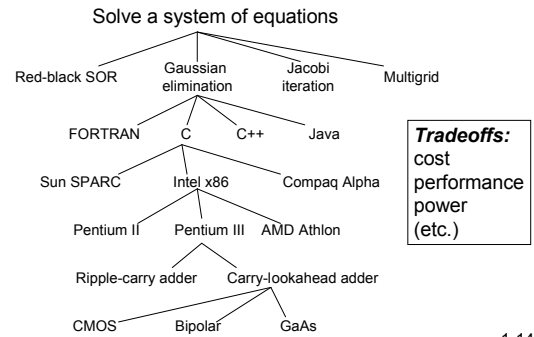 Solve a system of equations
Red-black SOR
Gaussian
elimination
Jacobi
iteration
Multigrid
FORTRAN
C
C++
Java
Tradeoffs:
cost
performance
power
(etc.)
Sun SPARC
Intel x86
Compaq Alpha
Pentium II
Pentium III
AMD Athlon
Ripple-carry adder
Carry-lookahead adder
CMOS
Bipolar
GaAs